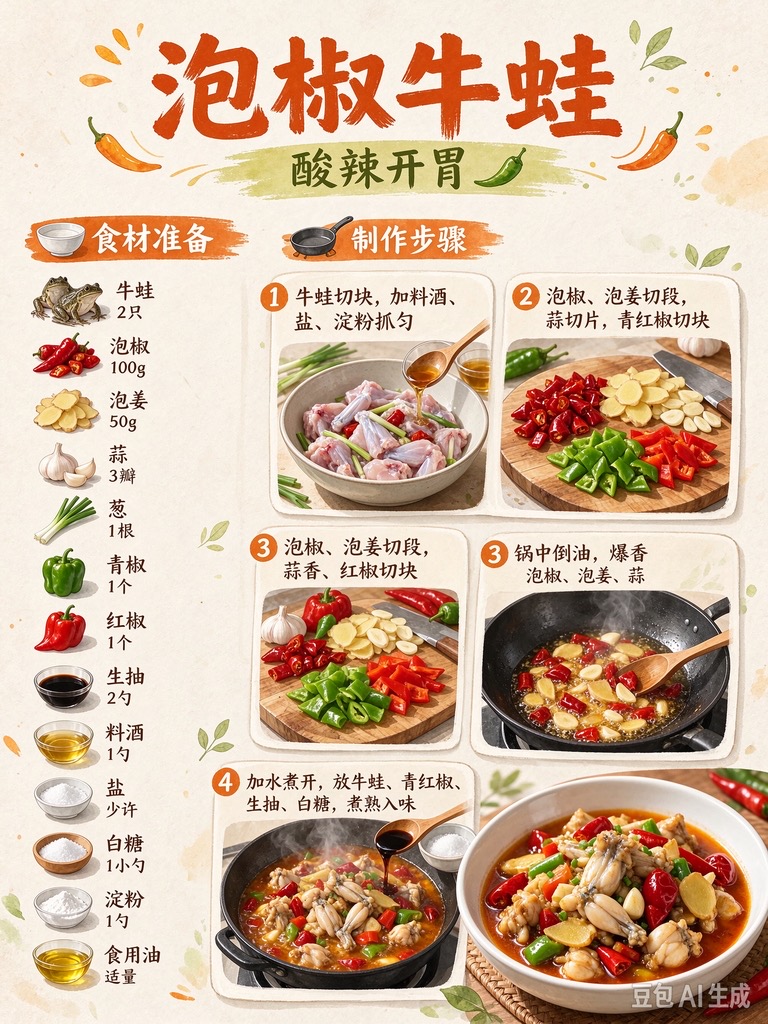 泡椒牛蛙
酸辣开胃
食材准备
牛蛙
2只
泡椒
100g
泡姜
50g
蒜
3瓣
葱
1根
青椒
1个
红椒
1个
生抽
2勺
料酒
1勺
盐
少许
白糖
1小勺
淀粉
1勺
食用油
适量
制作步骤
1 牛蛙切块，加料酒、
盐、淀粉抓匀
2 泡椒、泡姜切段，
蒜切片，青红椒切块
3 泡椒、泡姜切段，
蒜香、红椒切块
3 锅中倒油，爆香
泡椒、泡姜、蒜
4 加水煮开，放牛蛙、青红椒、
生抽、白糖，煮熟入味
豆包AI生成